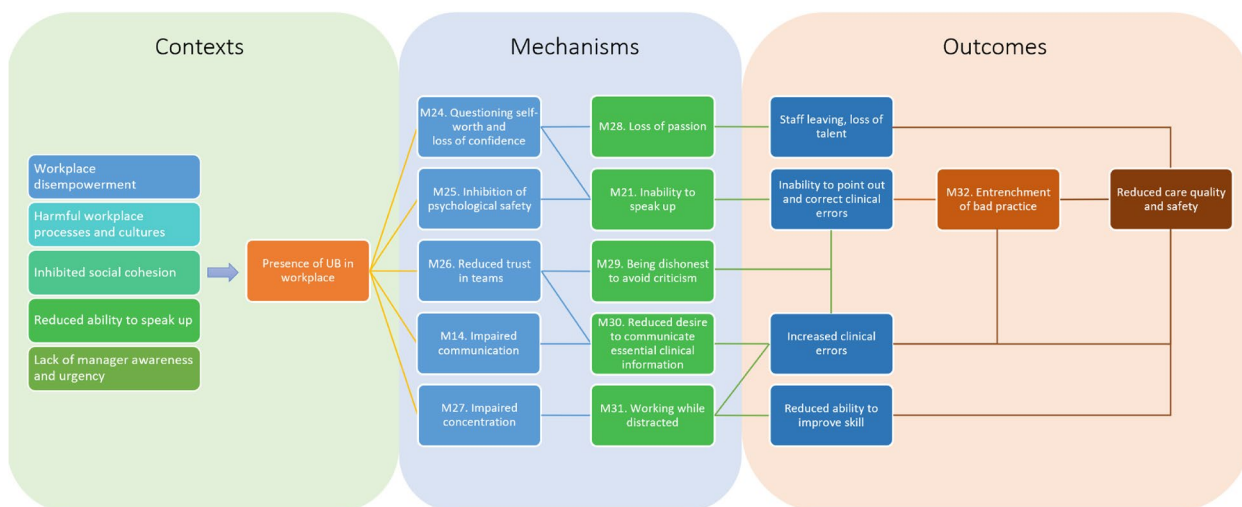 Contexts
Mechanisms
Outcomes
Workplace
disempowerment
Harmful workplace
processes and cultures
Inhibited social cohesion
Reduced ability to speak up
Lack of manager awareness
and urgency
Presence of UB in
workplace
M24. Questioning self-
worth and
loss of confidence
M25. Inhibition of
psychological safety
M26. Reduced trust
in teams
M14. Impaired
communication
M27. Impaired
concentration
M28. Loss of passion
M21. Inability to
speak up
M29. Being dishonest
to avoid criticism
M30. Reduced desire
to communicate
essential clinical
information
M31. Working while
distracted
Staff leaving, loss of
talent
Inability to point out
and correct clinical
errors
Increased clinical
errors
Reduced ability to
improve skill
M32. Entrenchment
of bad practice
Reduced care quality
and safety